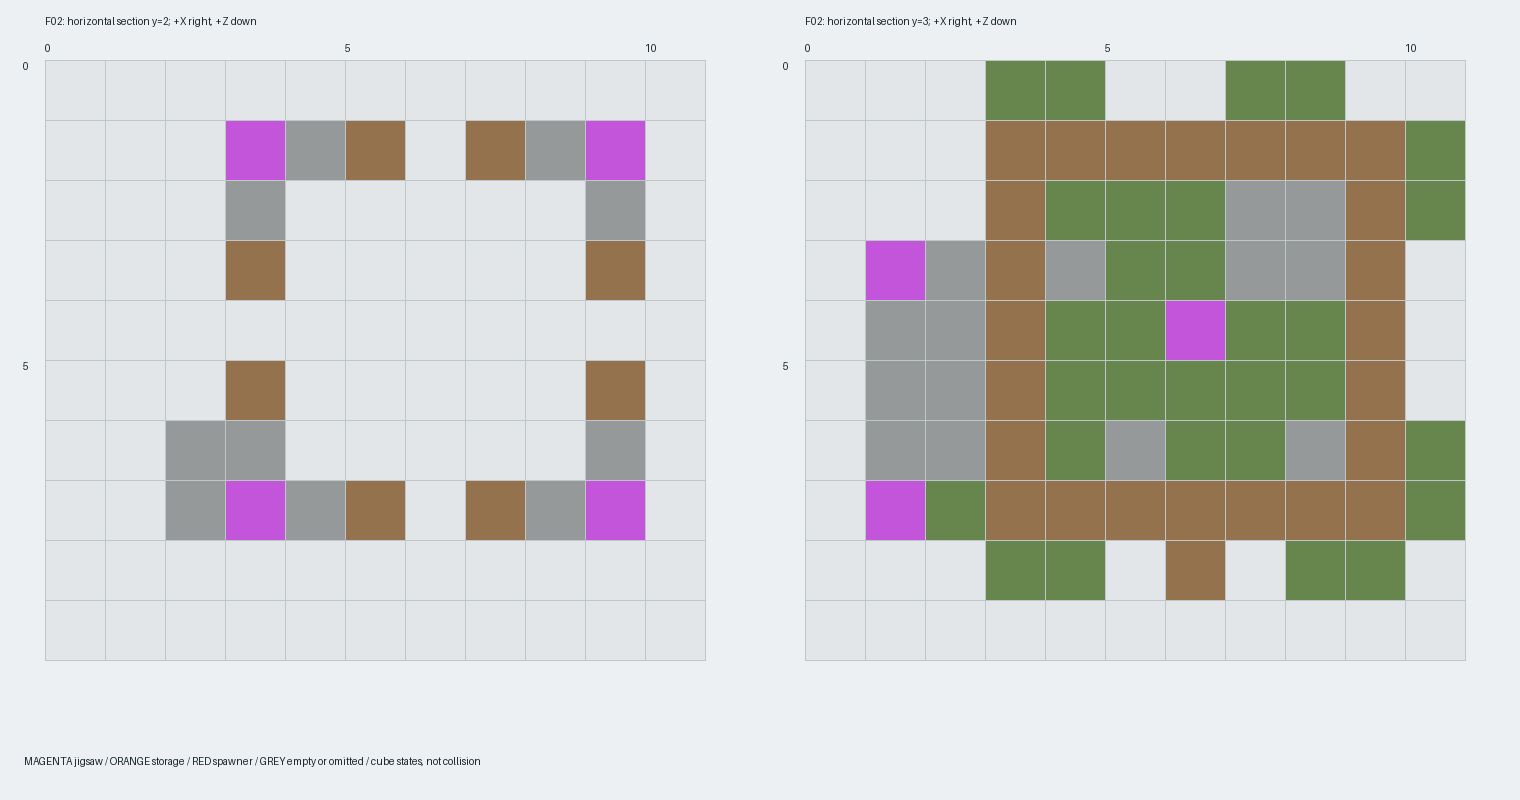 F02: horizontal section y=2; +X right, +Z down
F02: horizontal section y=3; +X right, +Z down
0 5 10
0 5 10
0
0
5
5
MAGENTA jigsaw / ORANGE storage / RED spawner / GREY empty or omitted / cube states, not collision